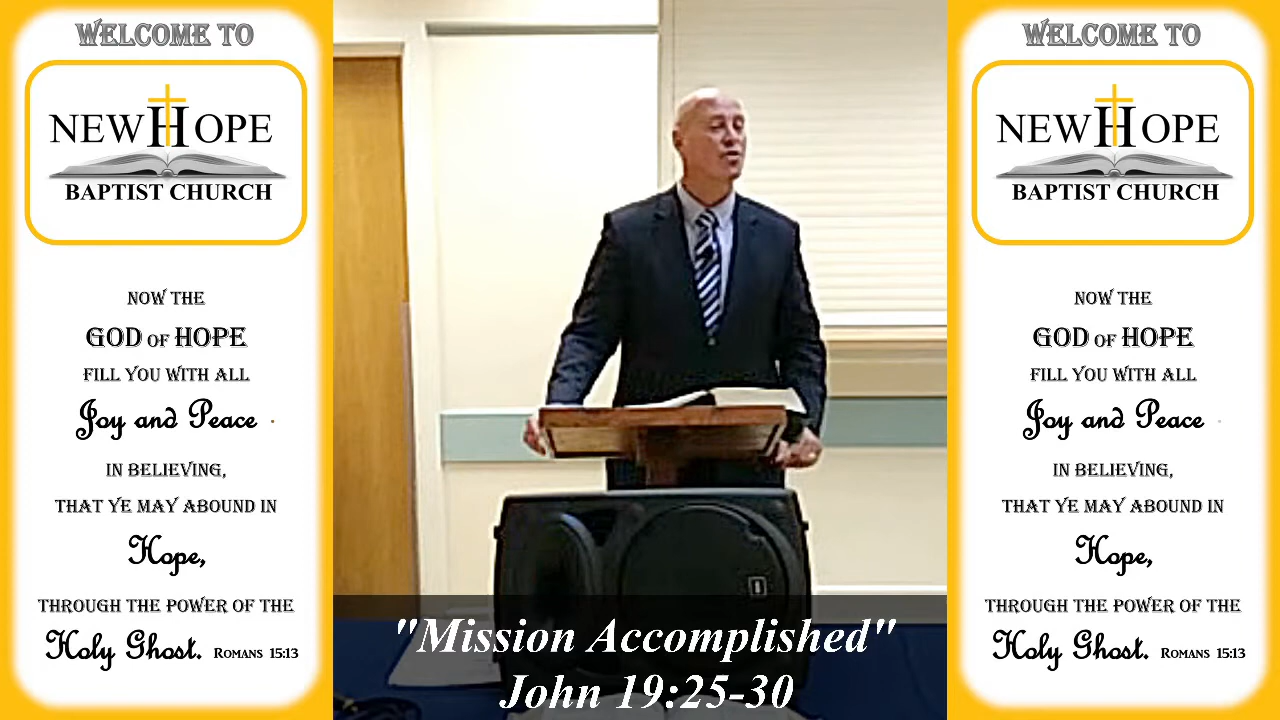 WELCOME TO
NEW HOPE
BAPTIST CHURCH
NOW THE
GOD OF HOPE
FILL YOU WITH ALL
Joy and Peace
IN BELIEVING,
THAT YE MAY ABOUND IN
Hope,
THROUGH THE POWER OF THE
Holy Ghost. ROMANS 15:13
"Mission Accomplished"
John 19:25-30
WELCOME TO
NEW HOPE
BAPTIST CHURCH
NOW THE
GOD OF HOPE
FILL YOU WITH ALL
Joy and Peace
IN BELIEVING,
THAT YE MAY ABOUND IN
Hope,
THROUGH THE POWER OF THE
Holy Ghost. ROMANS 15:13